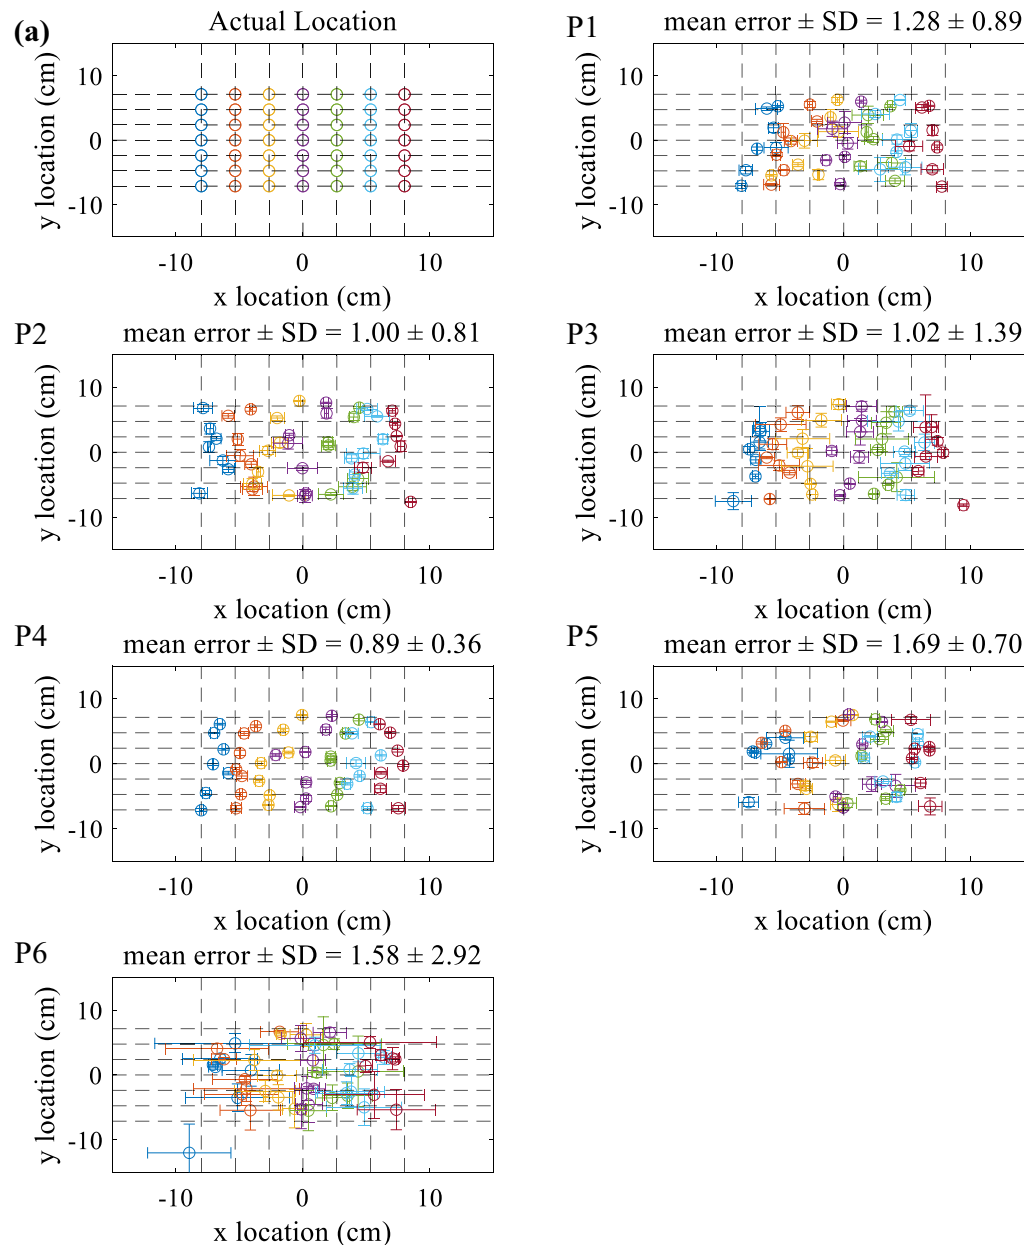 (a)
Actual Location
y location (cm)
10
0
-10
-10 0 10
x location (cm)
P1
mean error ± SD = 1.28 ± 0.89
y location (cm)
10
0
-10
-10 0 10
x location (cm)
P2
mean error ± SD = 1.00 ± 0.81
y location (cm)
10
0
-10
-10 0 10
x location (cm)
P3
mean error ± SD = 1.02 ± 1.39
y location (cm)
10
0
-10
-10 0 10
x location (cm)
P4
mean error ± SD = 0.89 ± 0.36
y location (cm)
10
0
-10
-10 0 10
x location (cm)
P5
mean error ± SD = 1.69 ± 0.70
y location (cm)
10
0
-10
-10 0 10
x location (cm)
P6
mean error ± SD = 1.58 ± 2.92
y location (cm)
10
0
-10
-10 0 10
x location (cm)